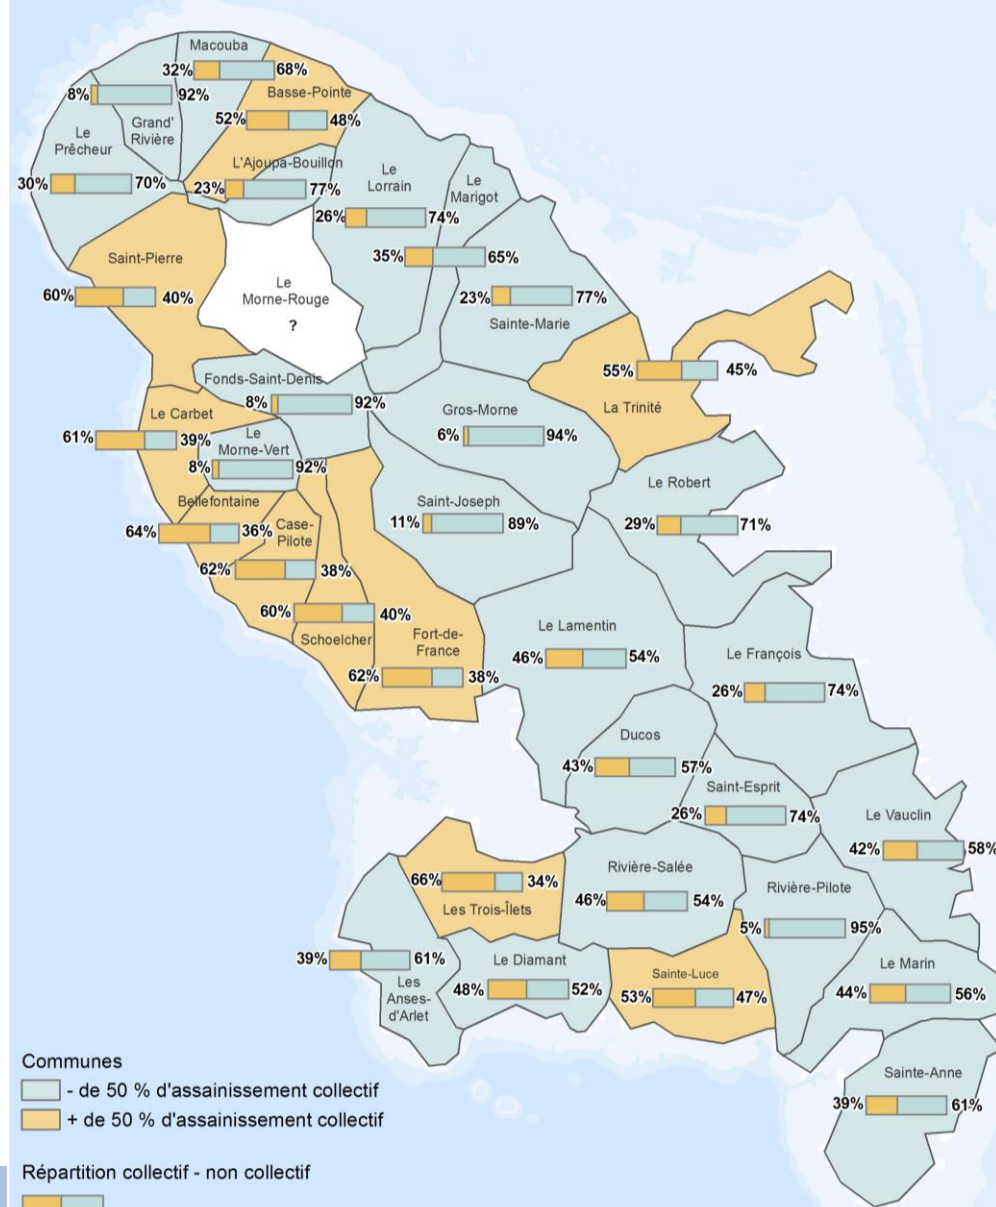 Macouba
32% 68%
8% 92%
Basse-Pointe
Grand'
Rivière
52% 48%
Le
Prêcheur
L'Ajoupa-Bouillon
30% 70%
23% 77%
Le
Lorrain
26% 74%
Le
Marigot
35% 65%
Saint-Pierre
60% 40%
Le
Morne-Rouge
?
23% 77%
Sainte-Marie
55% 45%
La Trinité
Fonds-Saint-Denis
8% 92%
Le Carbet
61% 39%
Gros-Morne
6% 94%
Le
Morne-Vert
8% 92%
Le Robert
29% 71%
Bellefontaine
64% 36%
Saint-Joseph
11% 89%
Case-
Pilote
62% 38%
60% 40%
Schoelcher
Fort-de-
France
62% 38%
Le Lamentin
46% 54%
Le François
26% 74%
Ducos
43% 57%
Saint-Esprit
26% 74%
Le Vauclin
42% 58%
66% 34%
Les Trois-Îlets
Rivière-Salée
46% 54%
Rivière-Pilote
5% 95%
39% 61%
Les
Anses-
d'Arlet
Le Diamant
48% 52%
Sainte-Luce
53% 47%
Le Marin
44% 56%
Sainte-Anne
39% 61%
Communes
- de 50 % d'assainissement collectif
+ de 50 % d'assainissement collectif
Répartition collectif - non collectif